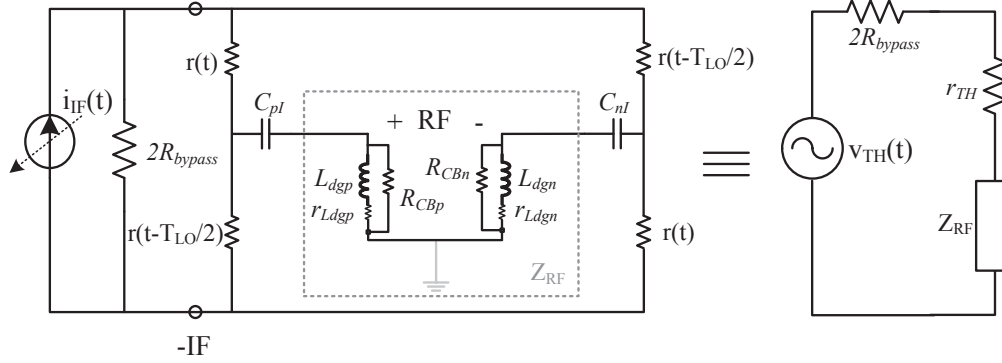 i_IF(t)
2R_bypass
r(t)
r(t-T_LO/2)
C_pI
+ RF -
L_dgp
r_Ldgp
R_CBp
R_CBn
L_dgn
r_Ldgn
Z_RF
C_nI
r(t-T_LO/2)
r(t)
-IF
2R_bypass
r_TH
v_TH(t)
Z_RF